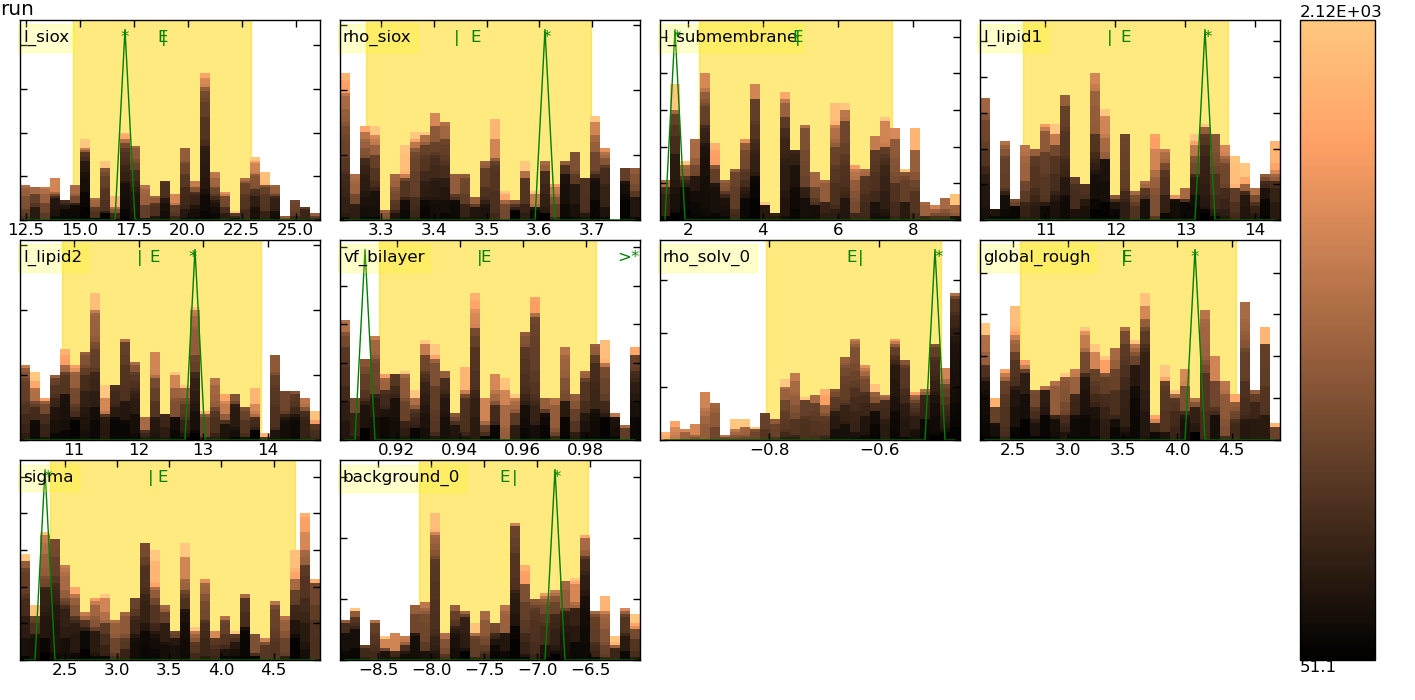 run
2.12E+03
l_siox | E *
rho_siox | E *
l_submembrane | E *
l_lipid1 | E *
12.5 15.0 17.5 20.0 22.5 25.0
3.3 3.4 3.5 3.6 3.7
2 4 6 8
11 12 13 14
l_lipid2 | E *
vf_bilayer |E >*
rho_solv_0 E| *
global_rough | E *
11 12 13 14
0.92 0.94 0.96 0.98
−0.8 −0.6
2.5 3.0 3.5 4.0 4.5
sigma * | E
background_0 E| *
2.5 3.0 3.5 4.0 4.5
−8.5 −8.0 −7.5 −7.0 −6.5
51.1